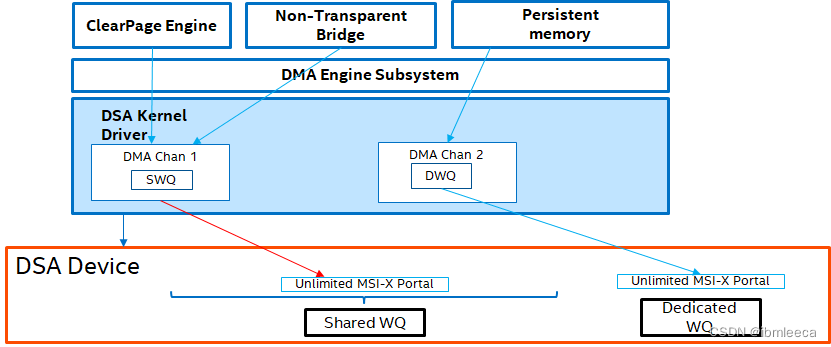 ClearPage Engine
Non-Transparent
Bridge
Persistent
memory
DMA Engine Subsystem
DSA Kernel
Driver
DMA Chan 1
SWQ
DMA Chan 2
DWQ
DSA Device
Unlimited MSI-X Portal
Unlimited MSI-X Portal
Shared WQ
Dedicated
WQ
CSDN @ibmleeca